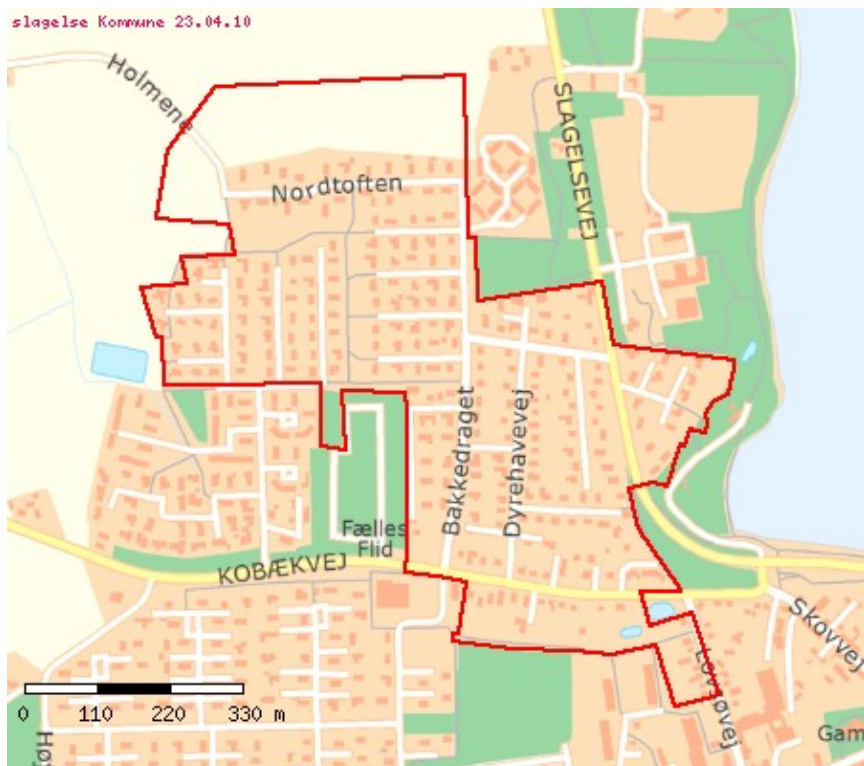 slagelse Kommune 23.04.10
Holmene
SLAGELSEVEJ
Nordtoften
Bakkedraget
Dyrehavevej
Fælles
Flid
KOBÆKVEJ
Skovvej
Lovsøvej
0 110 220 330 m
Gam